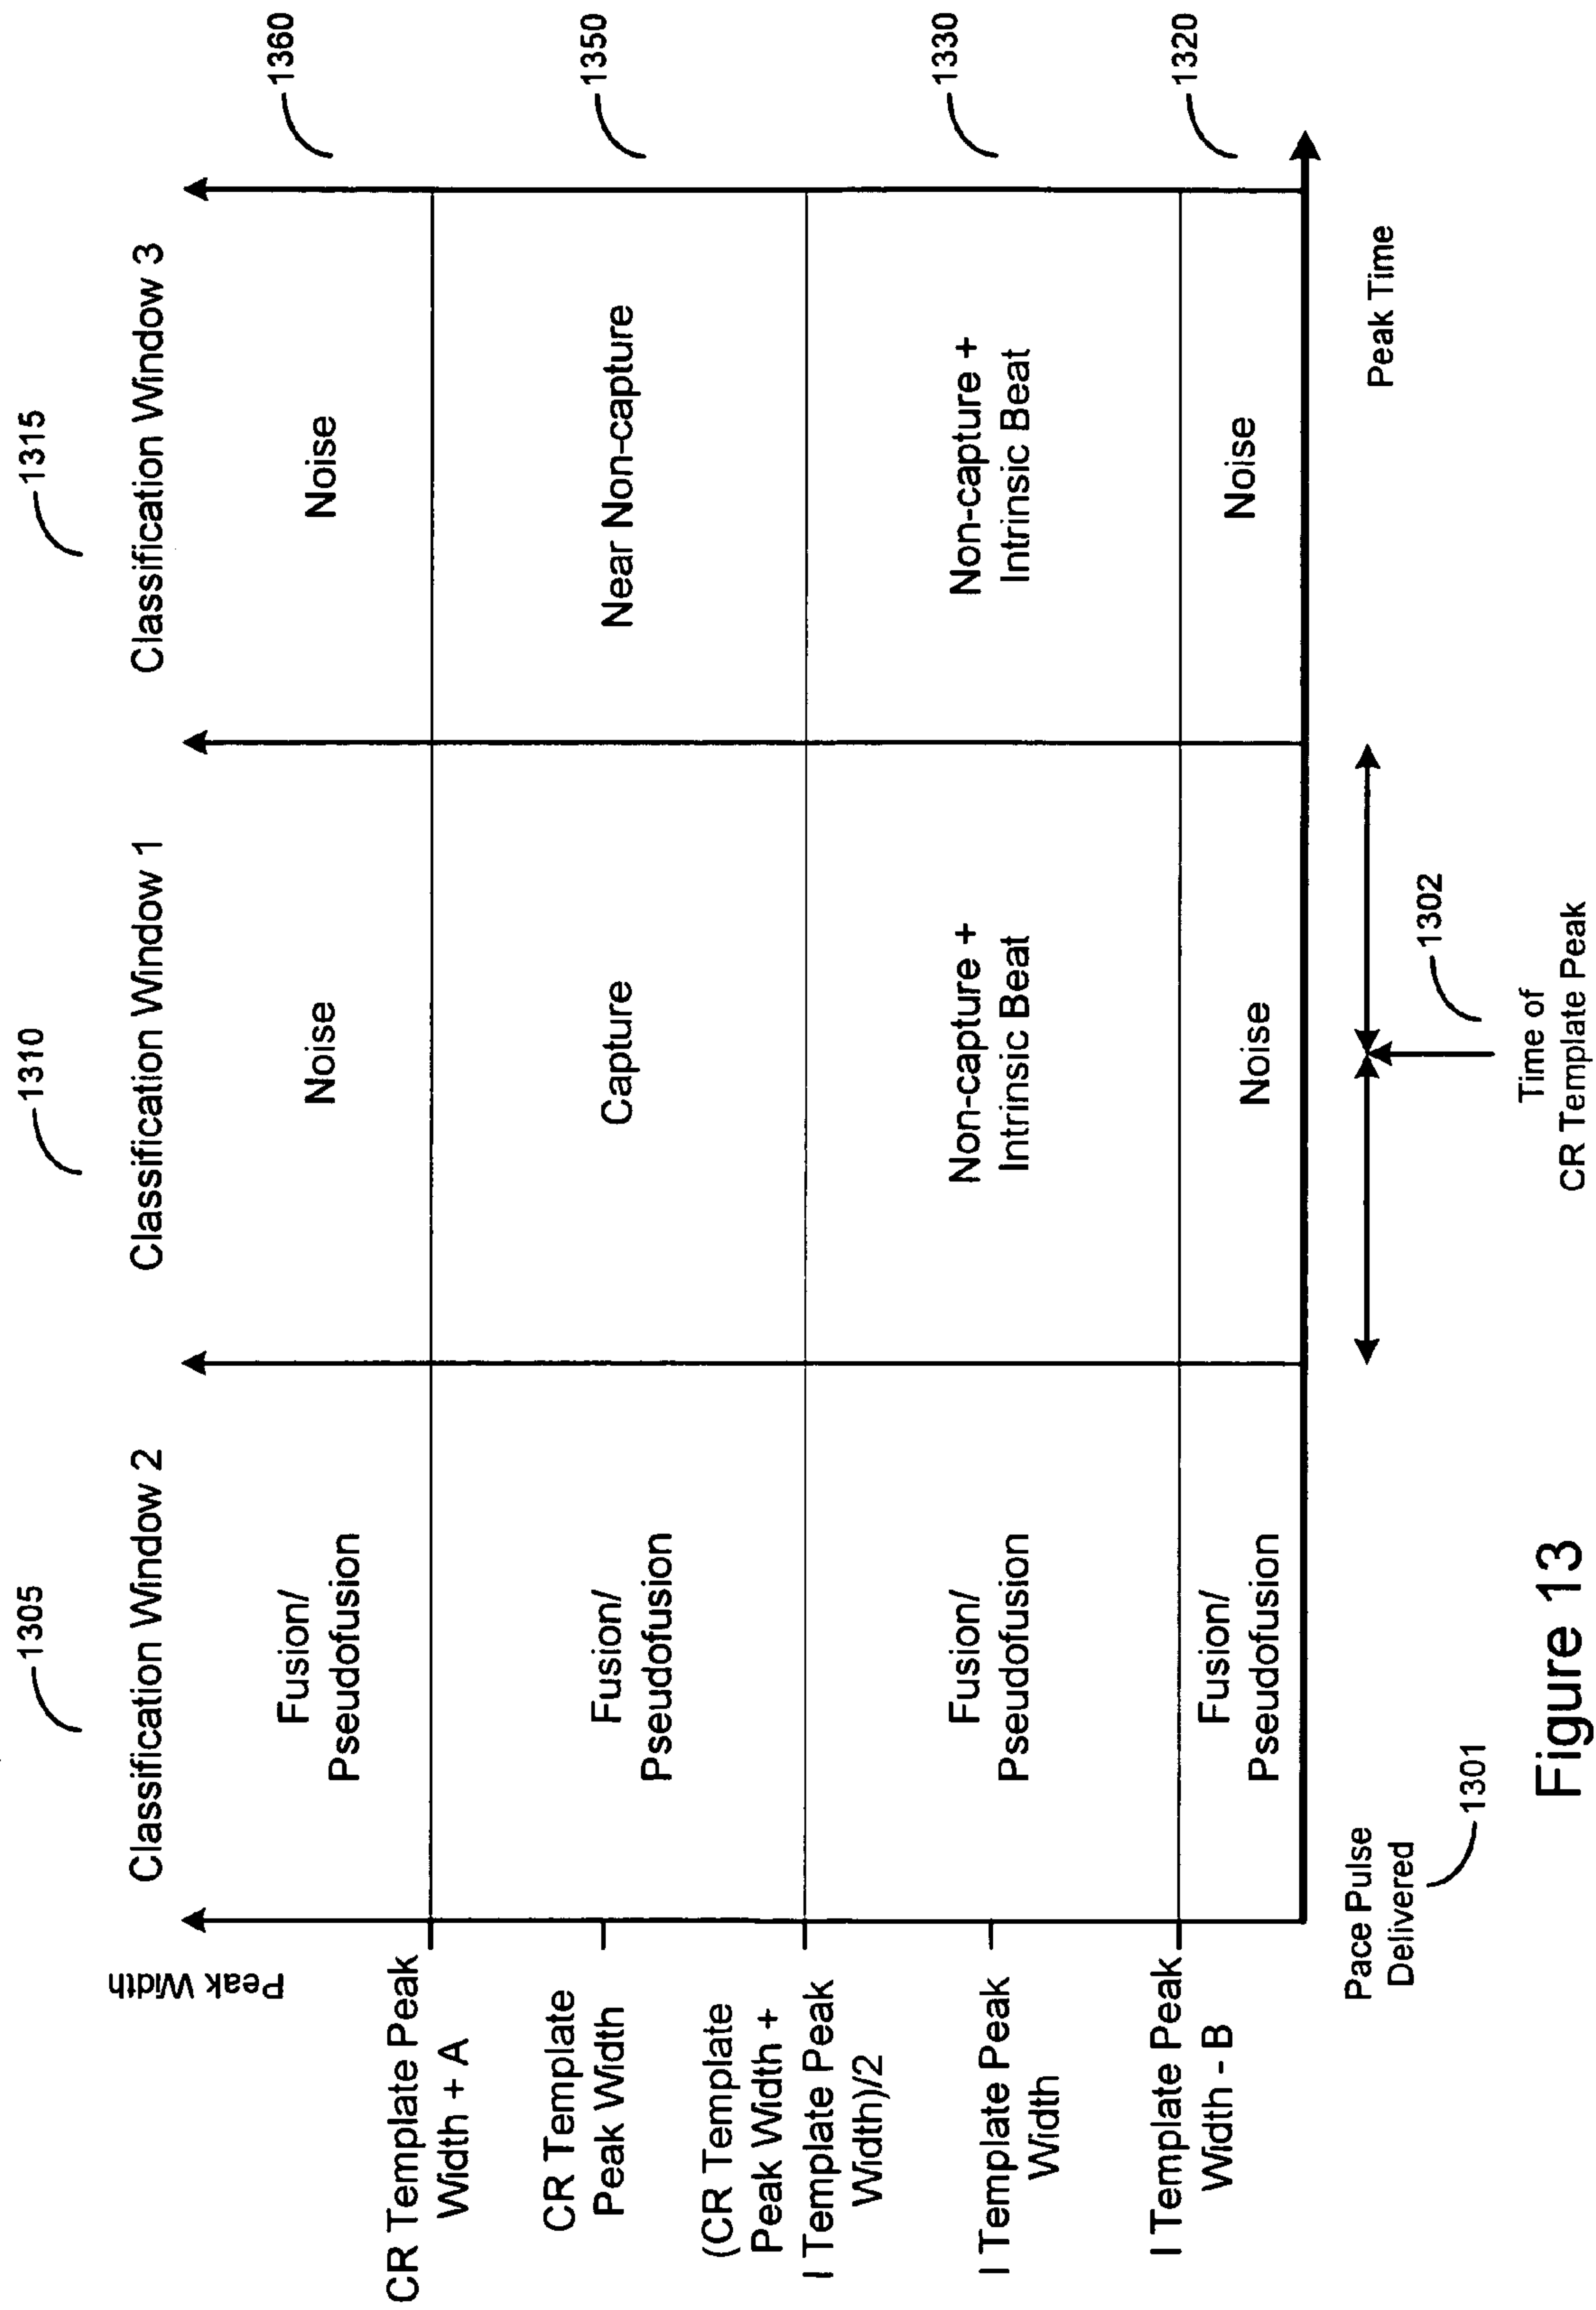 1305
1310
1315
Classification Window 2
Classification Window 1
Classification Window 3
Peak Width
CR Template Peak
Width + A
Fusion/
Pseudofusion
Noise
Noise
1360
CR Template
Peak Width
Fusion/
Pseudofusion
Capture
Near Non-capture
1350
(CR Template
Peak Width +
I Template Peak
Width)/2
I Template Peak
Width
Fusion/
Pseudofusion
Non-capture +
Intrinsic Beat
Non-capture +
Intrinsic Beat
1330
I Template Peak
Width - B
Fusion/
Pseudofusion
Noise
Noise
1320
Pace Pulse
Delivered
1301
Peak Time
1302
Time of
CR Template Peak
Figure 13